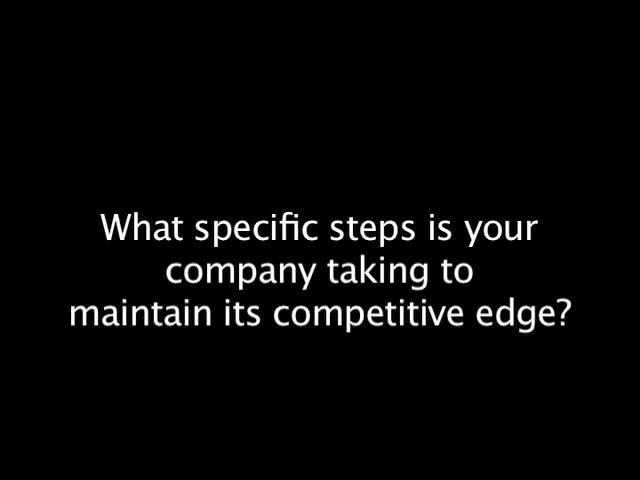 What specific steps is your
company taking to
maintain its competitive edge?